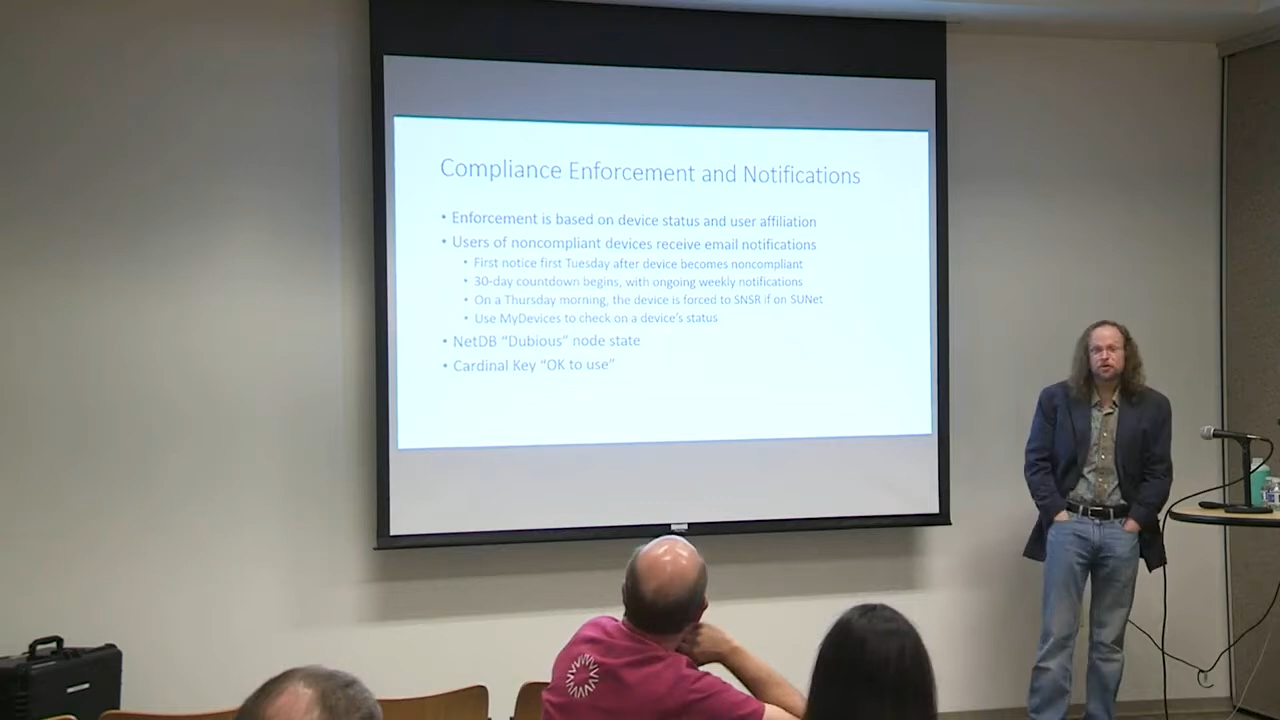 Compliance Enforcement and Notifications
• Enforcement is based on device status and user affiliation
• Users of noncompliant devices receive email notifications
• First notice first Tuesday after device becomes noncompliant
• 30-day countdown begins, with ongoing weekly notifications
• On a Thursday morning, the device is forced to SNSR if on SUNet
• Use MyDevices to check on a device's status
• NetDB “Dubious” node state
• Cardinal Key “OK to use”